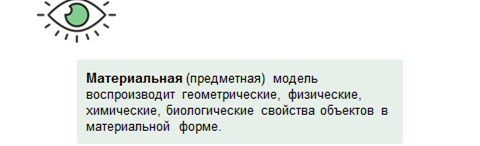 Материальная (предметная) модель
воспроизводит геометрические, физические,
химические, биологические свойства объектов в
материальной форме.